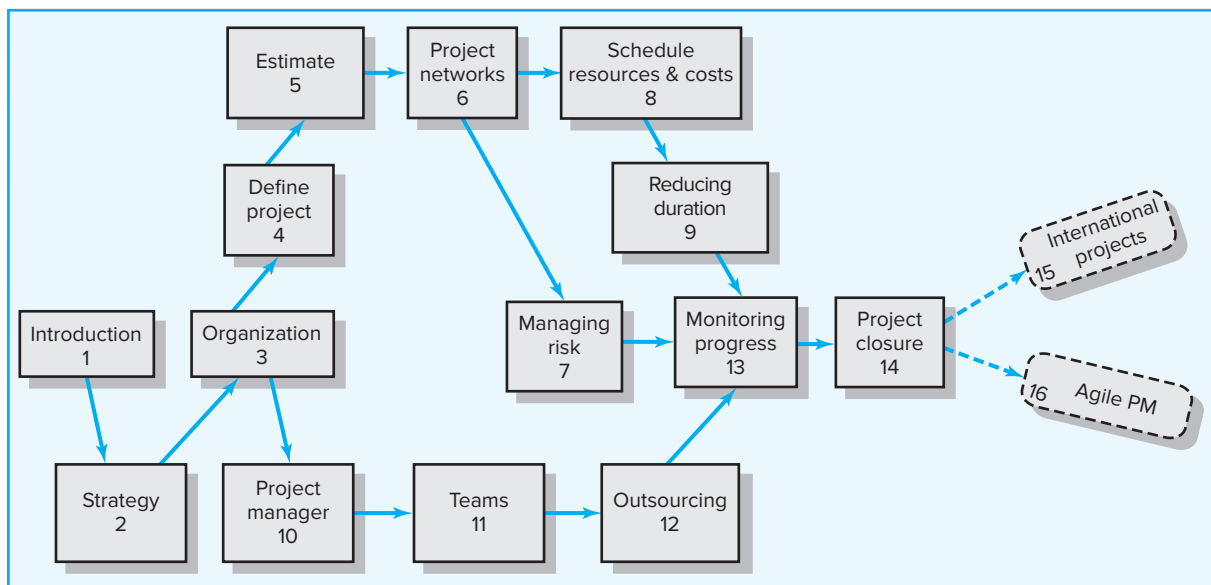 Estimate
5
Project
networks
6
Schedule
resources & costs
8
Define
project
4
Reducing
duration
9
International
projects
15
Introduction
1
Organization
3
Managing
risk
7
Monitoring
progress
13
Project
closure
14
Agile PM
16
Strategy
2
Project
manager
10
Teams
11
Outsourcing
12